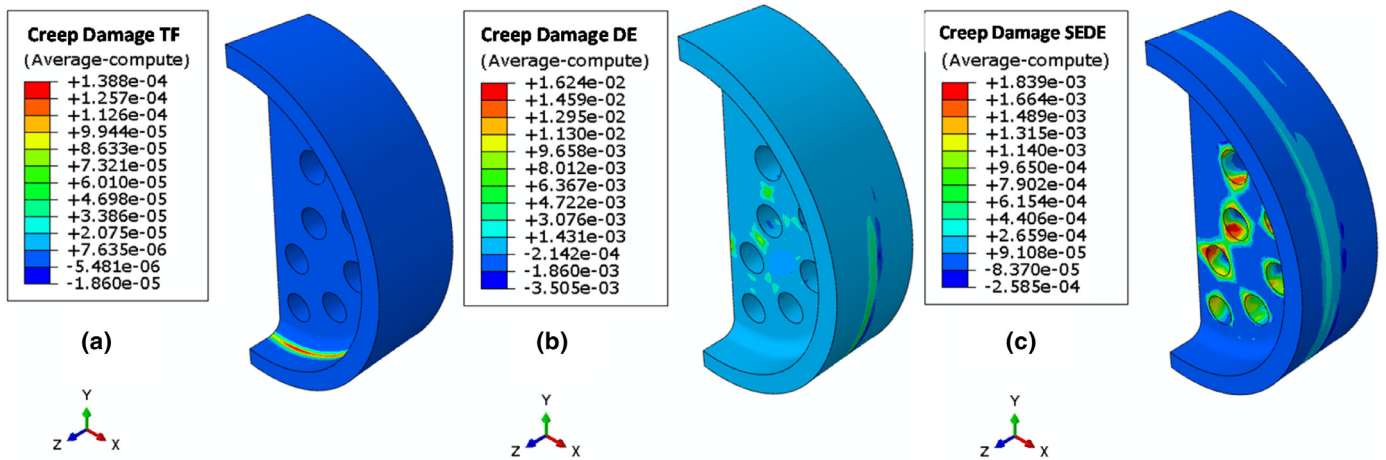 Creep Damage TF
(Average-compute)
+1.388e-04
+1.257e-04
+1.126e-04
+9.944e-05
+8.633e-05
+7.321e-05
+6.010e-05
+4.698e-05
+3.386e-05
+2.075e-05
+7.635e-06
-5.481e-06
-1.860e-05
(a)
Y
Z
X
Creep Damage DE
(Average-compute)
+1.624e-02
+1.459e-02
+1.295e-02
+1.130e-02
+9.658e-03
+8.012e-03
+6.367e-03
+4.722e-03
+3.076e-03
+1.431e-03
-2.142e-04
-1.860e-03
-3.505e-03
(b)
Y
Z
X
Creep Damage SEDE
(Average-compute)
+1.839e-03
+1.664e-03
+1.489e-03
+1.315e-03
+1.140e-03
+9.650e-04
+7.902e-04
+6.154e-04
+4.406e-04
+2.659e-04
+9.108e-05
-8.370e-05
-2.585e-04
(c)
Y
Z
X